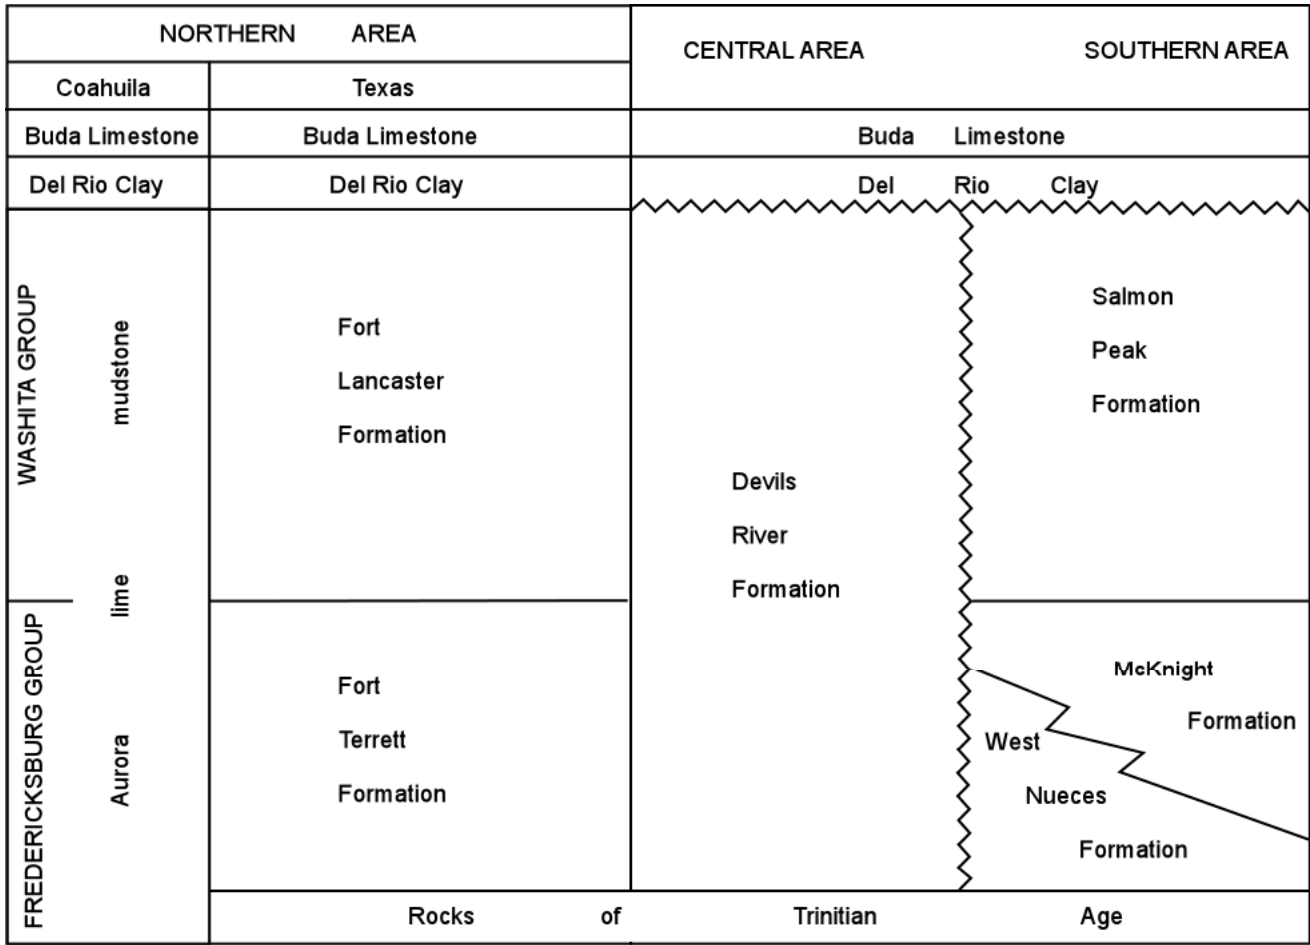 NORTHERN AREA
CENTRAL AREA
SOUTHERN AREA
Coahuila
Texas
Buda Limestone
Buda Limestone
Buda Limestone
Del Rio Clay
Del Rio Clay
Del Rio Clay
WASHITA GROUP
FREDERICKSBURG GROUP
Aurora lime mudstone
Fort
Lancaster
Formation
Fort
Terrett
Formation
Devils
River
Formation
Salmon
Peak
Formation
McKnight
Formation
West
Nueces
Formation
Rocks of Trinitian Age